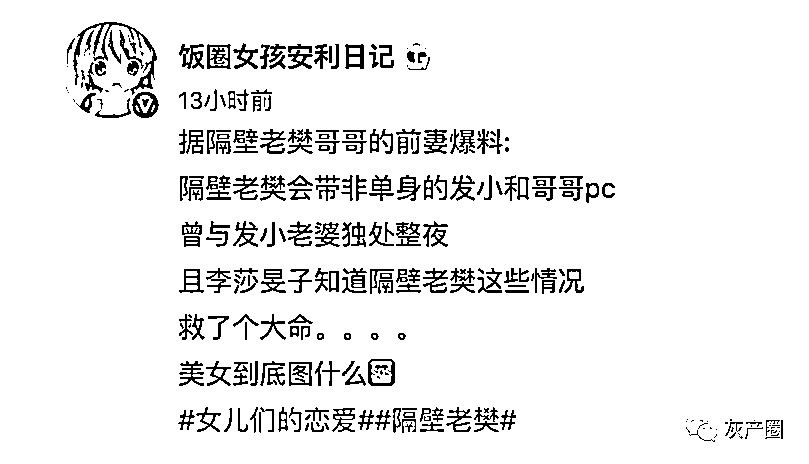 饭圈女孩安利日记
13小时前
据隔壁老樊哥哥的前妻爆料:
隔壁老樊会带非单身的发小和哥哥pc
曾与发小老婆独处整夜
且李莎旻子知道隔壁老樊这些情况
救了个大命。。。。
美女到底图什么
#女儿们的恋爱##隔壁老樊#
灰产圈